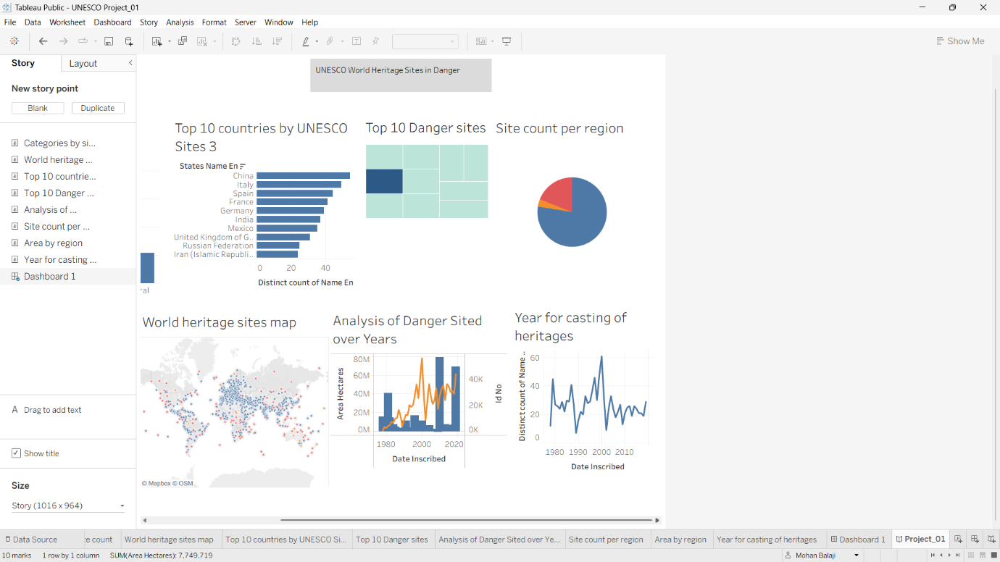 Tableau Public - UNESCO Project_01
File Data Worksheet Dashboard Story Analysis Format Server Window Help
Show Me
Story
Layout
New story point
Blank
Duplicate
Categories by si...
World heritage ...
Top 10 countrie...
Top 10 Danger ...
Analysis of ...
Site count per ...
Area by region
Year for casting ...
Dashboard 1
A Drag to add text
Show title
Size
Story (1016 x 964)
UNESCO World Heritage Sites in Danger
Top 10 countries by UNESCO
Sites 3
States Name En
China
Italy
Spain
France
Germany
India
Mexico
United Kingdom of G..
Russian Federation
Iran (Islamic Republi..
0 20 40
Distinct count of Name En
ral
Top 10 Danger sites
Site count per region
World heritage sites map
© Mapbox © OSM
Analysis of Danger Sited
over Years
Area Hectares
80M
60M
40M
20M
0M
40K
20K
0K
Id No
1980 2000 2020
Date Inscribed
Year for casting of
heritages
Distinct count of Name ..
60
40
20
0
1980 1990 2000 2010
Date Inscribed
Data Source
:e count
World heritage sites map
Top 10 countries by UNESCO Si...
Top 10 Danger sites
Analysis of Danger Sited over Ye...
Site count per region
Area by region
Year for casting of heritages
Dashboard 1
Project_01
10 marks 1 row by 1 column SUM(Area Hectares): 7,749,719
Mohan Balaji